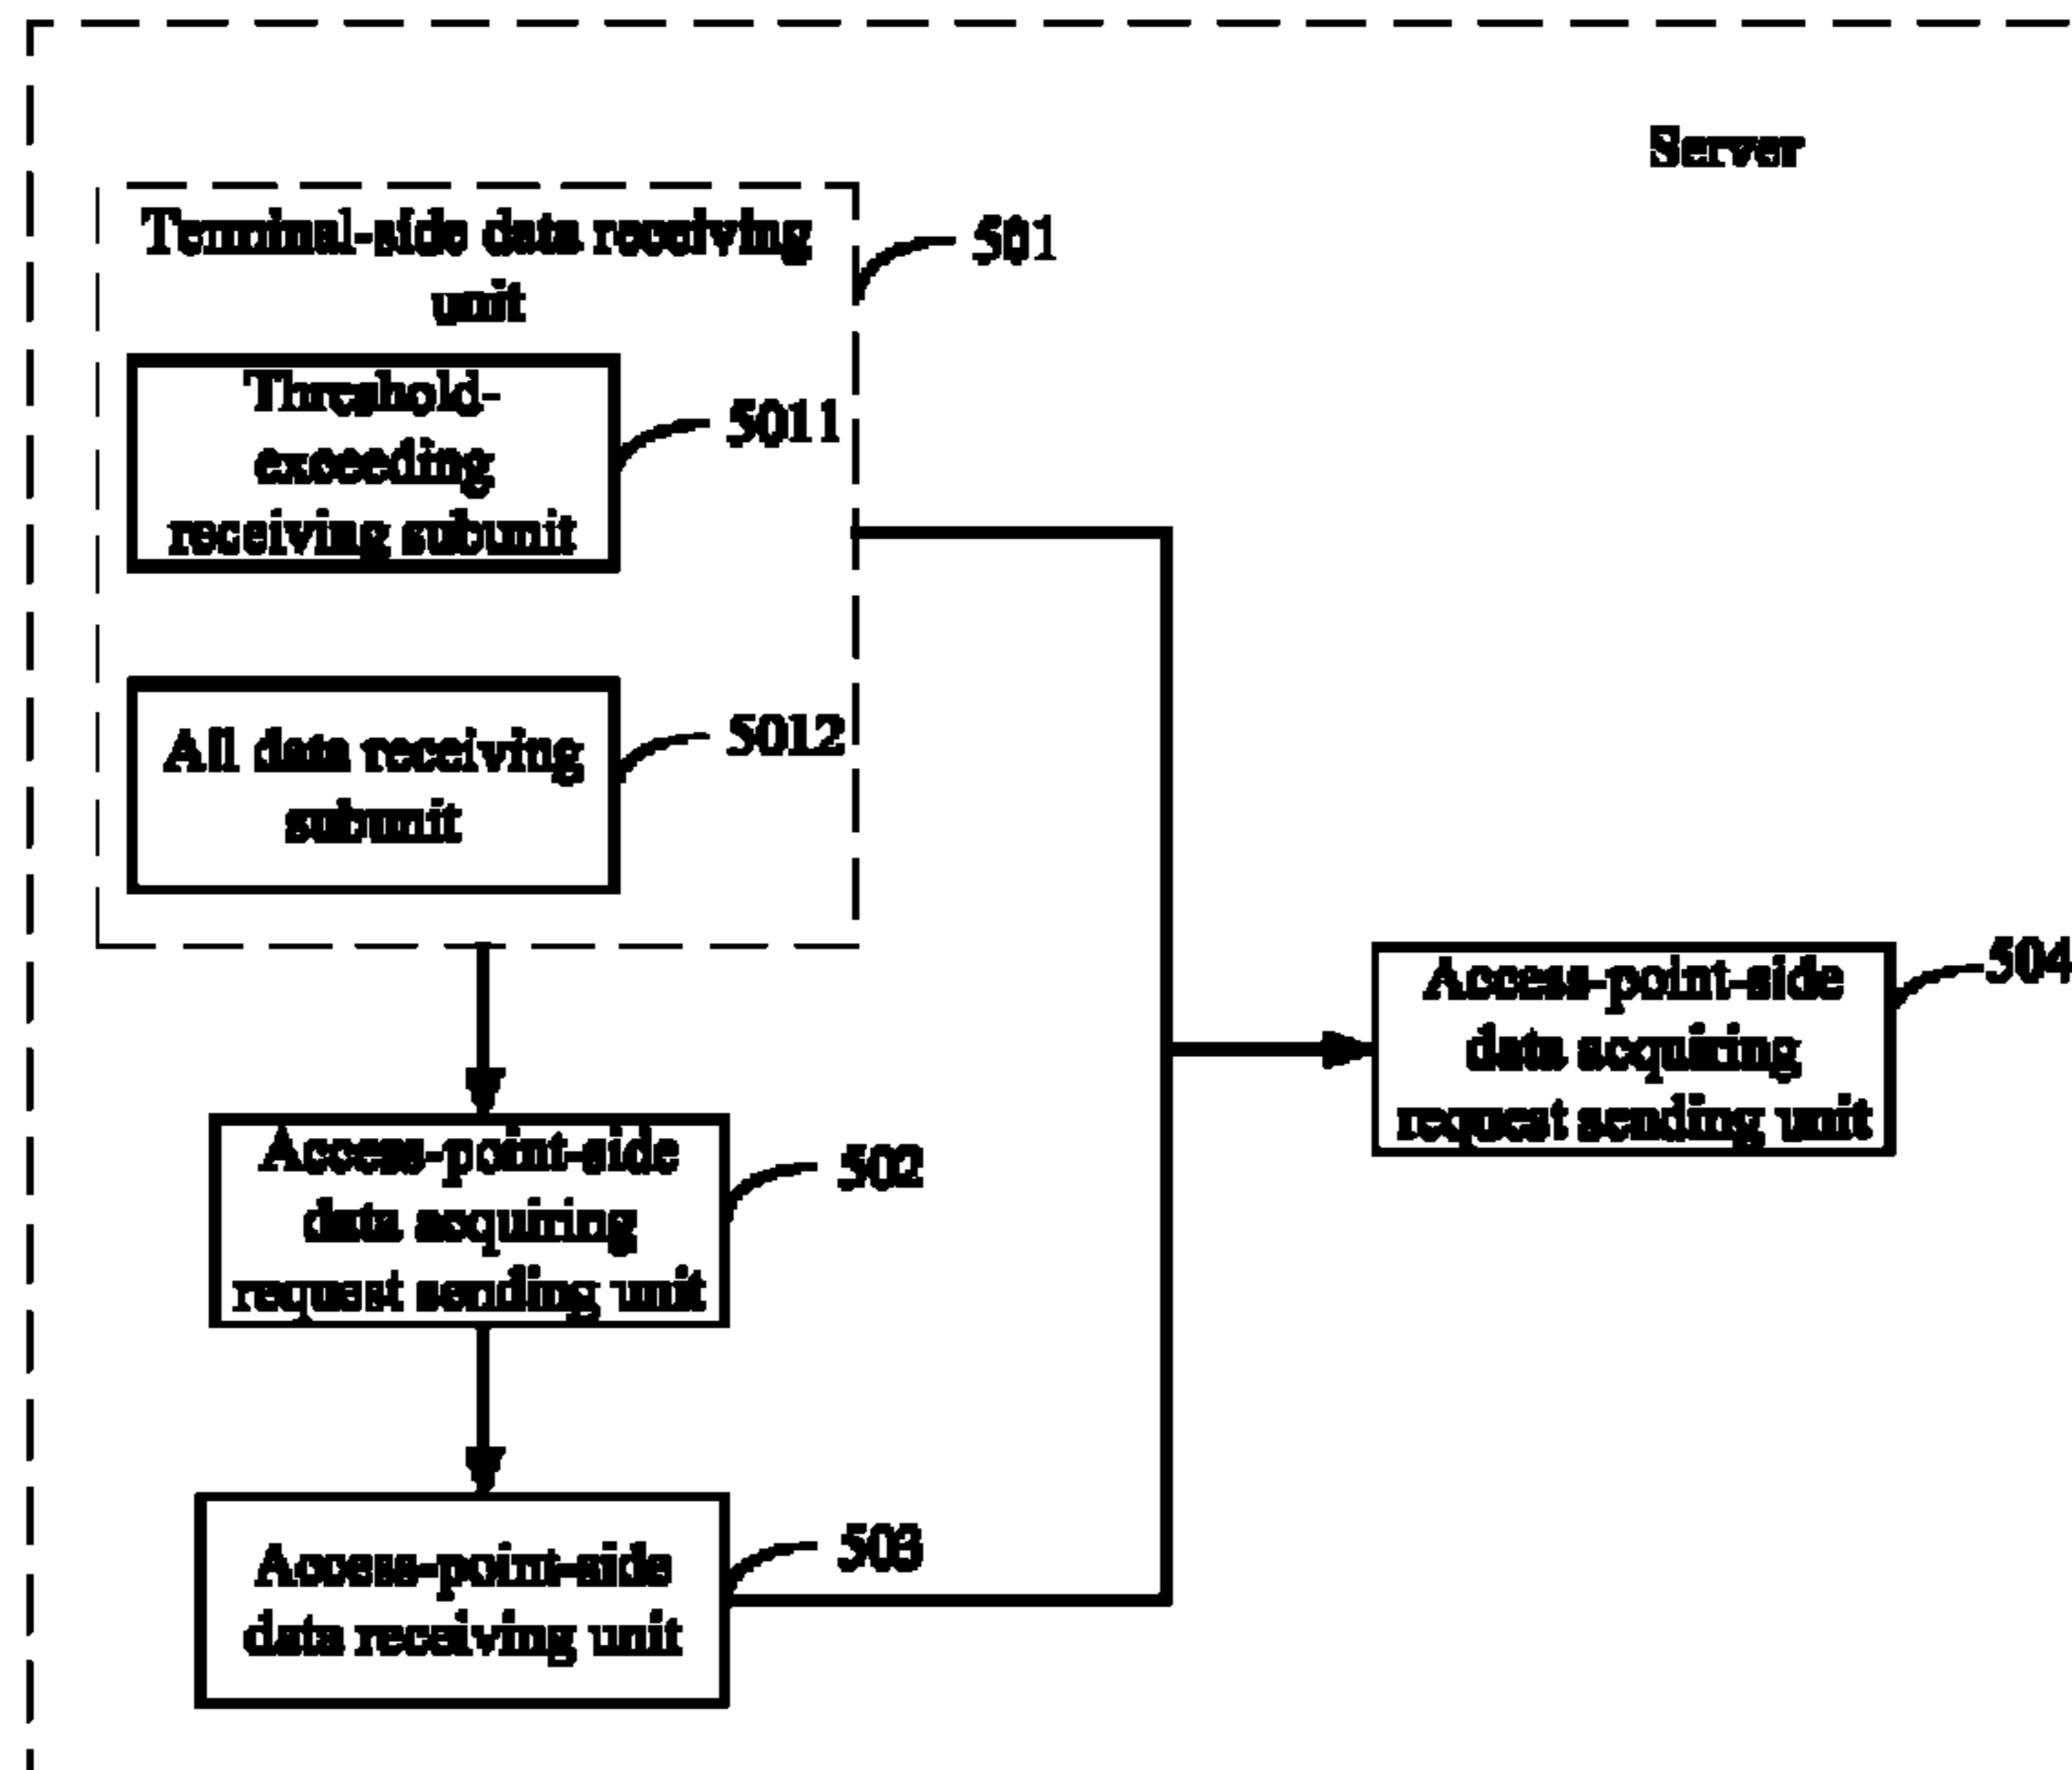 Server
Terminal-side data receiving
unit
501
Threshold-
exceeding
receiving subunit
5011
All data receiving
subunit
5012
Access-point-side
data acquiring
request sending unit
504
Access-point-side
data acquiring
request sending unit
502
Access-point-side
data receiving unit
503